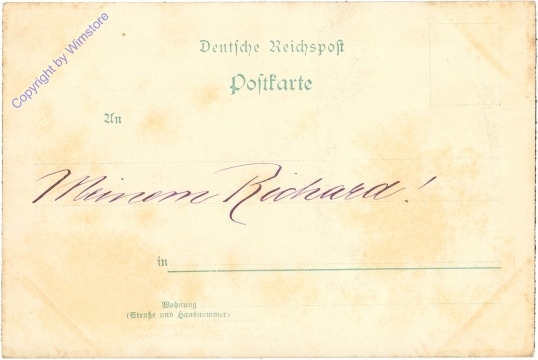 Copyright by Wimstore
Deutsche Reichspost
Postkarte
An
Meinem Richard!
in
Wohnung
(Straße und Hausnummer)